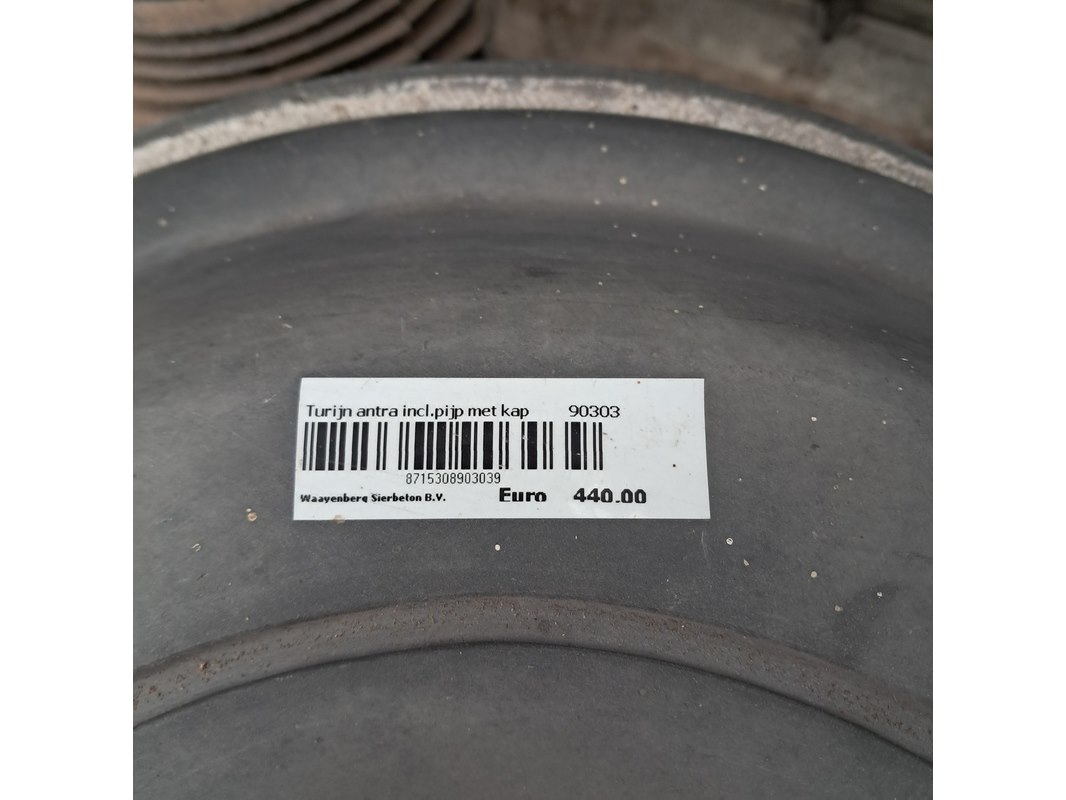 Turijn antra incl.pijp met kap 90303
8715308903039
Waayenberg Sierbeton B.V. Euro 440.00